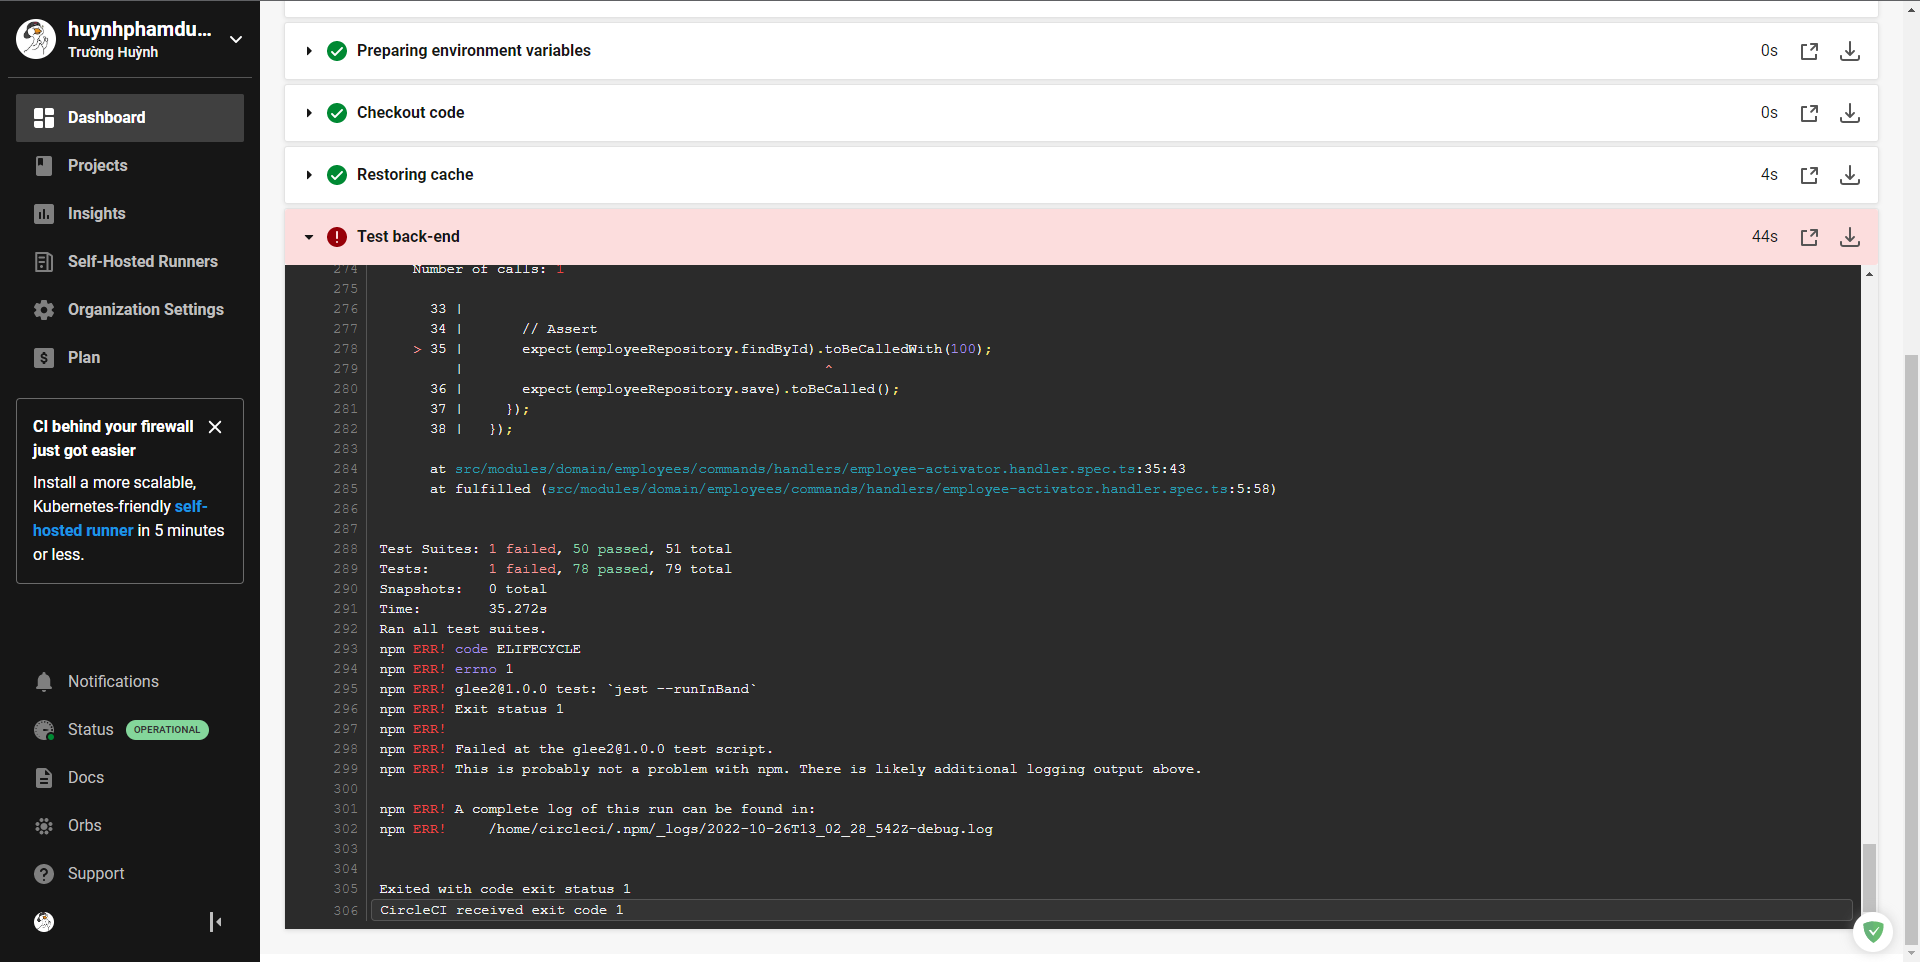 huynhphamdu...
Trường Huỳnh
Dashboard
Projects
Insights
Self-Hosted Runners
Organization Settings
Plan
CI behind your firewall
just got easier
Install a more scalable,
Kubernetes-friendly self-
hosted runner in 5 minutes
or less.
Notifications
Status OPERATIONAL
Docs
Orbs
Support
Preparing environment variables 0s
Checkout code 0s
Restoring cache 4s
Test back-end 44s
274 Number of calls: 1
275
276 33 |
277 34 | // Assert
278 > 35 | expect(employeeRepository.findById).toBeCalledWith(100);
279 | ^
280 36 | expect(employeeRepository.save).toBeCalled();
281 37 | });
282 38 | });
283
284 at src/modules/domain/employees/commands/handlers/employee-activator.handler.spec.ts:35:43
285 at fulfilled (src/modules/domain/employees/commands/handlers/employee-activator.handler.spec.ts:5:58)
286
287
288 Test Suites: 1 failed, 50 passed, 51 total
289 Tests: 1 failed, 78 passed, 79 total
290 Snapshots: 0 total
291 Time: 35.272s
292 Ran all test suites.
293 npm ERR! code ELIFECYCLE
294 npm ERR! errno 1
295 npm ERR! glee2@1.0.0 test: `jest --runInBand`
296 npm ERR! Exit status 1
297 npm ERR!
298 npm ERR! Failed at the glee2@1.0.0 test script.
299 npm ERR! This is probably not a problem with npm. There is likely additional logging output above.
300
301 npm ERR! A complete log of this run can be found in:
302 npm ERR! /home/circleci/.npm/_logs/2022-10-26T13_02_28_542Z-debug.log
303
304
305 Exited with code exit status 1
306 CircleCI received exit code 1